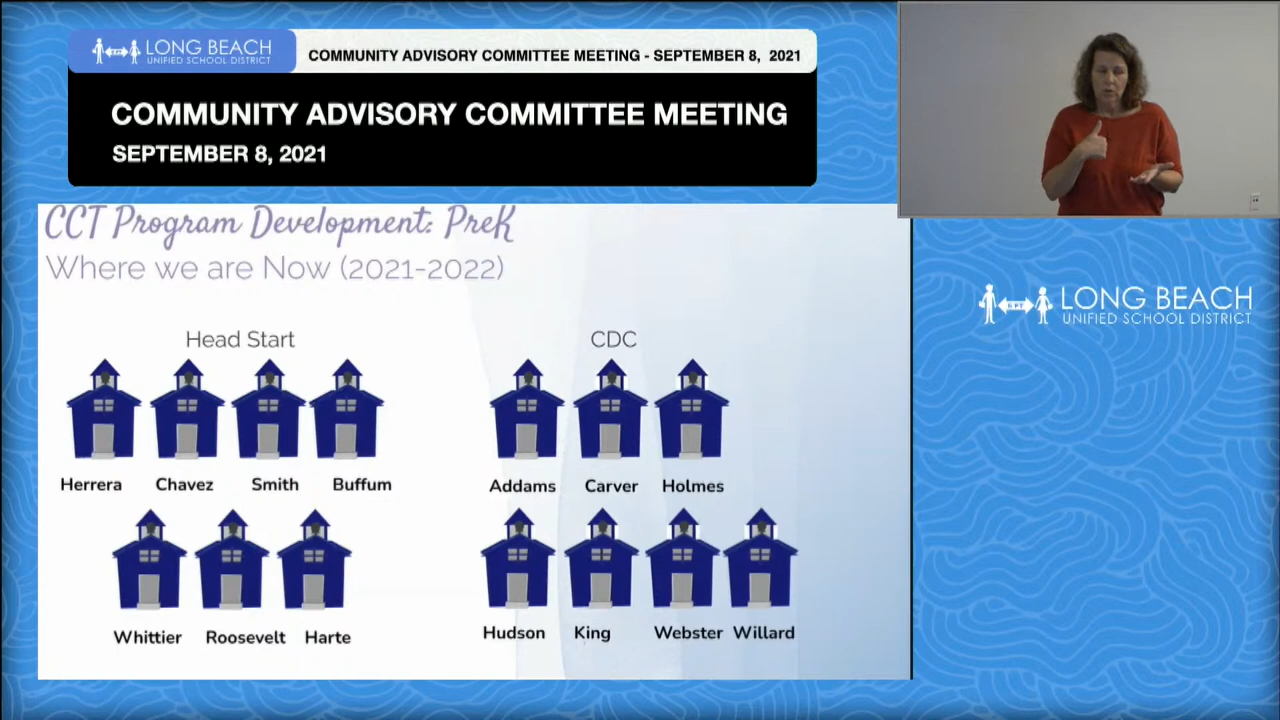 LONG BEACH
UNIFIED SCHOOL DISTRICT
COMMUNITY ADVISORY COMMITTEE MEETING - SEPTEMBER 8, 2021
COMMUNITY ADVISORY COMMITTEE MEETING
SEPTEMBER 8, 2021
CCT Program Development: PreK
Where we are Now (2021-2022)
Head Start
CDC
Herrera Chavez Smith Buffum
Addams Carver Holmes
Whittier Roosevelt Harte
Hudson King Webster Willard
LONG BEACH
UNIFIED SCHOOL DISTRICT